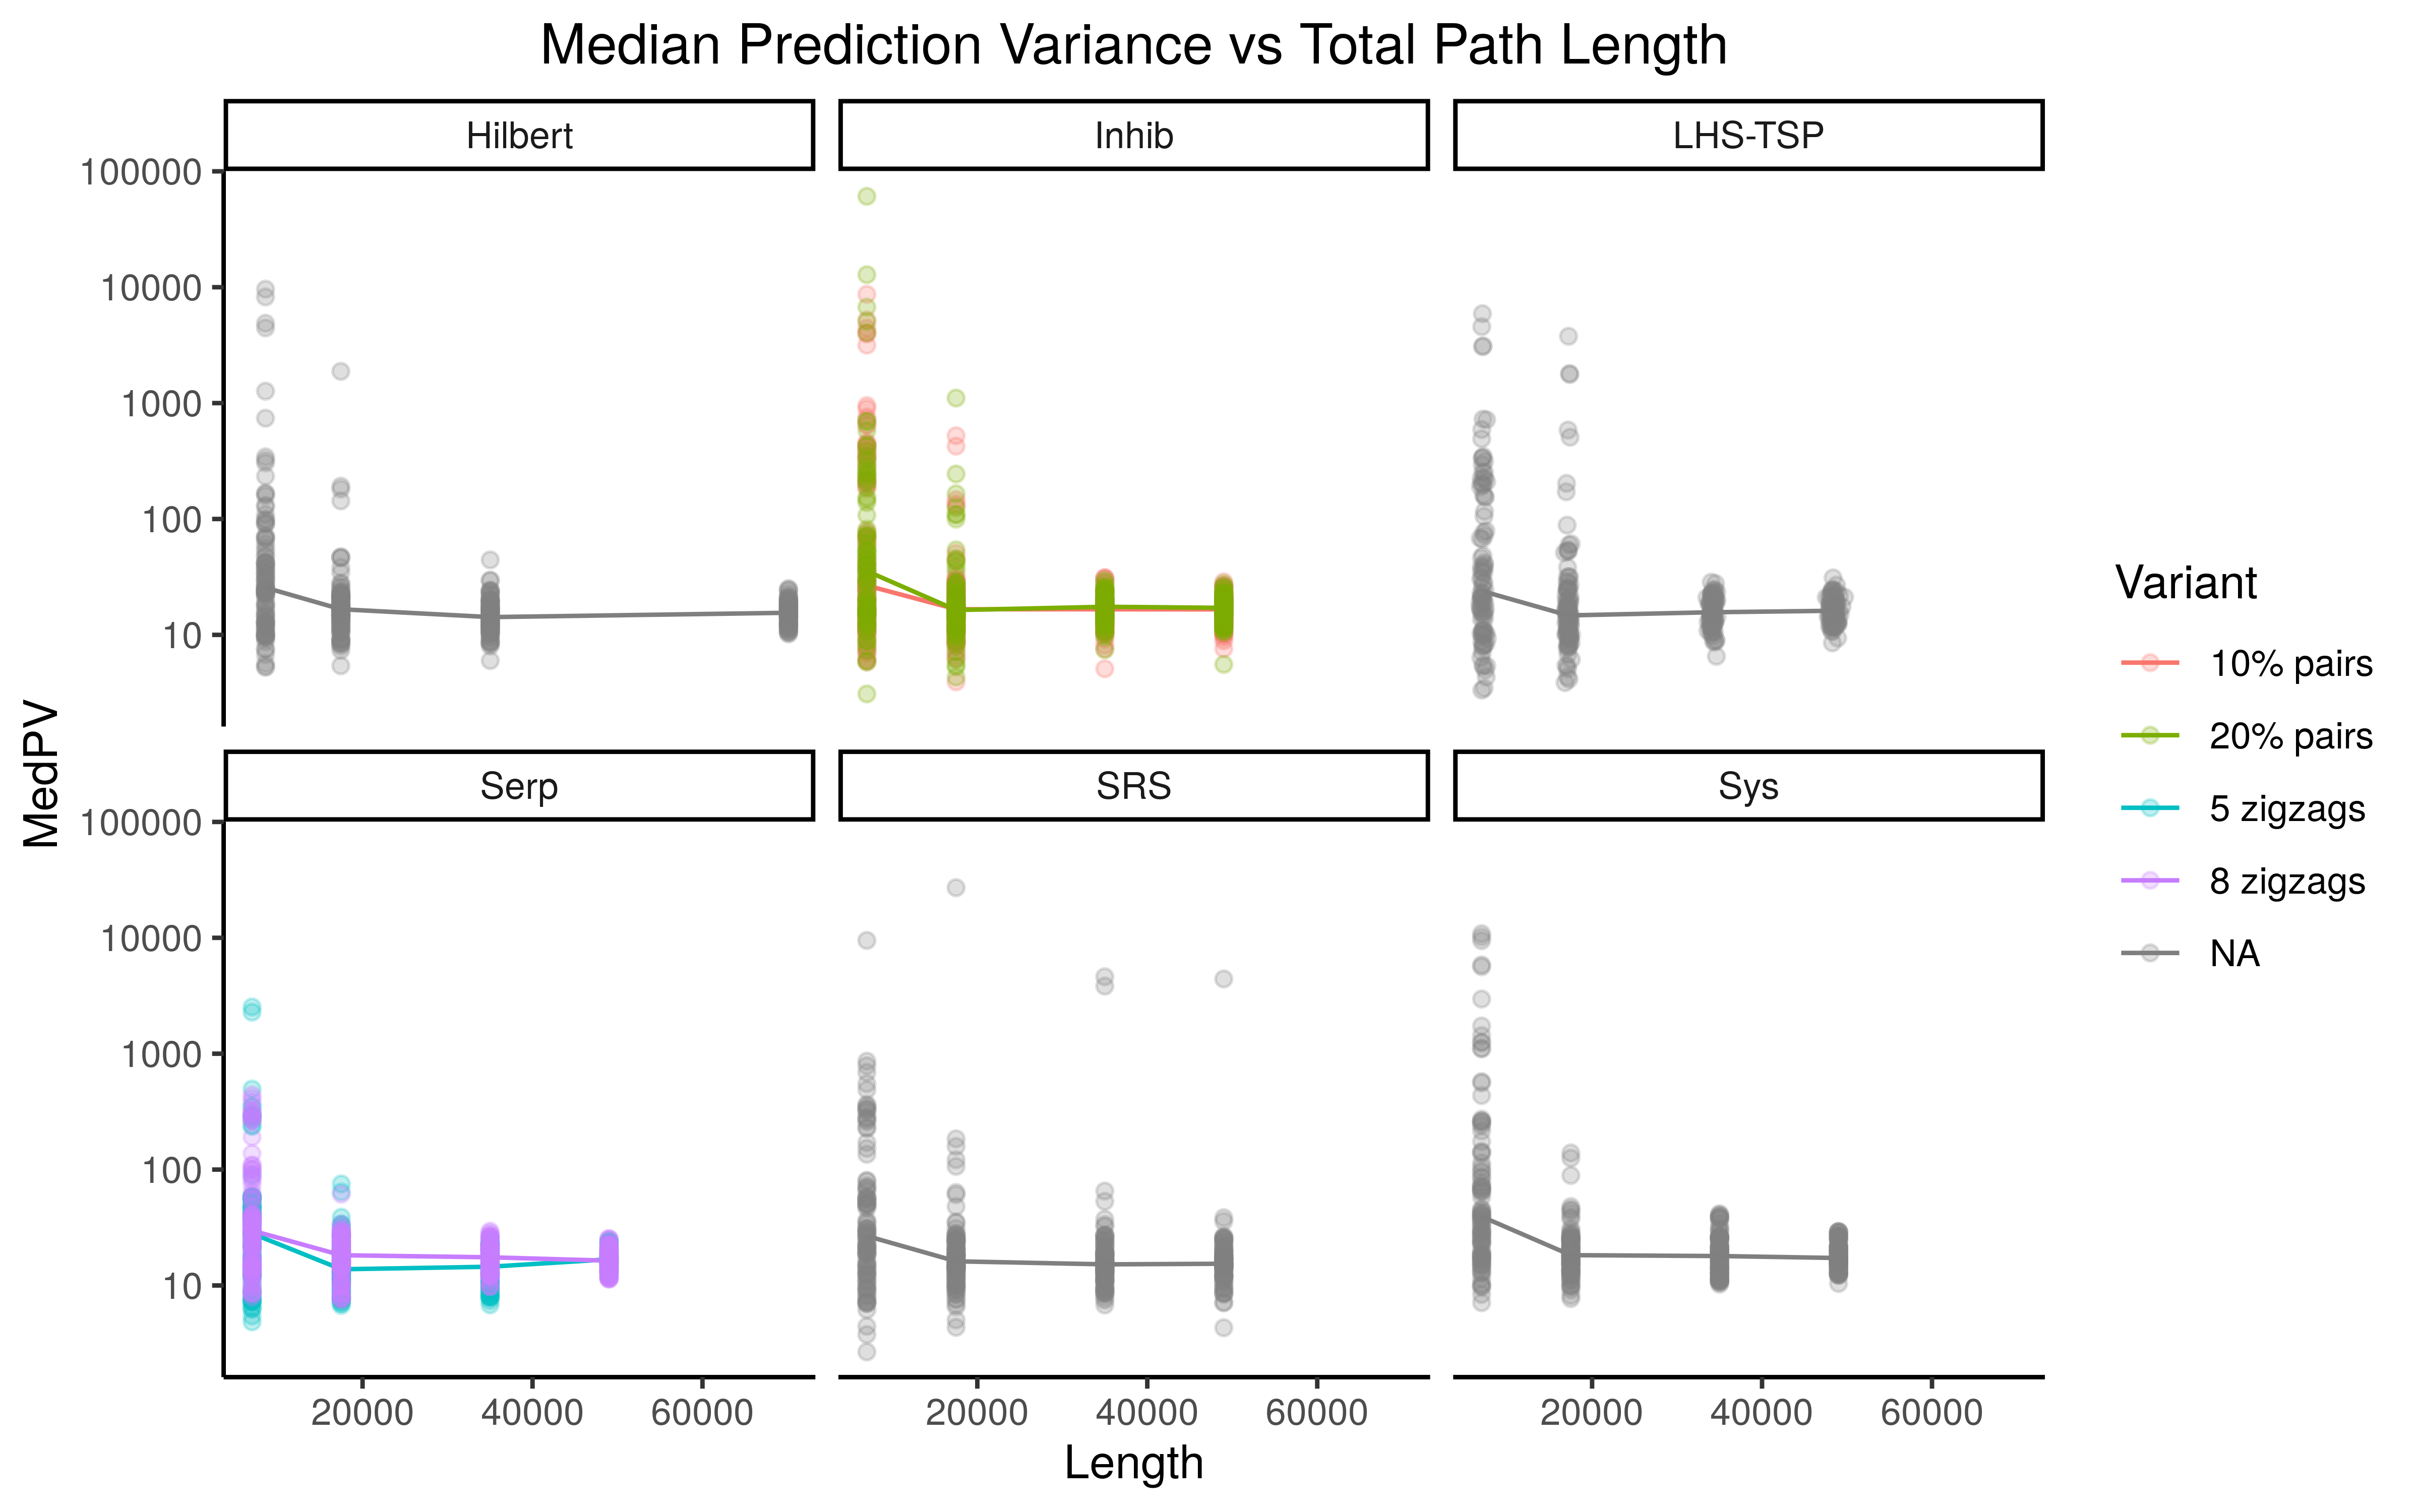 Median Prediction Variance vs Total Path Length
Hilbert
Inhib
LHS-TSP
100000
10000
1000
100
10
Serp
SRS
Sys
100000
10000
1000
100
10
20000 40000 60000
20000 40000 60000
20000 40000 60000
Length
MedPV
Variant
10% pairs
20% pairs
5 zigzags
8 zigzags
NA